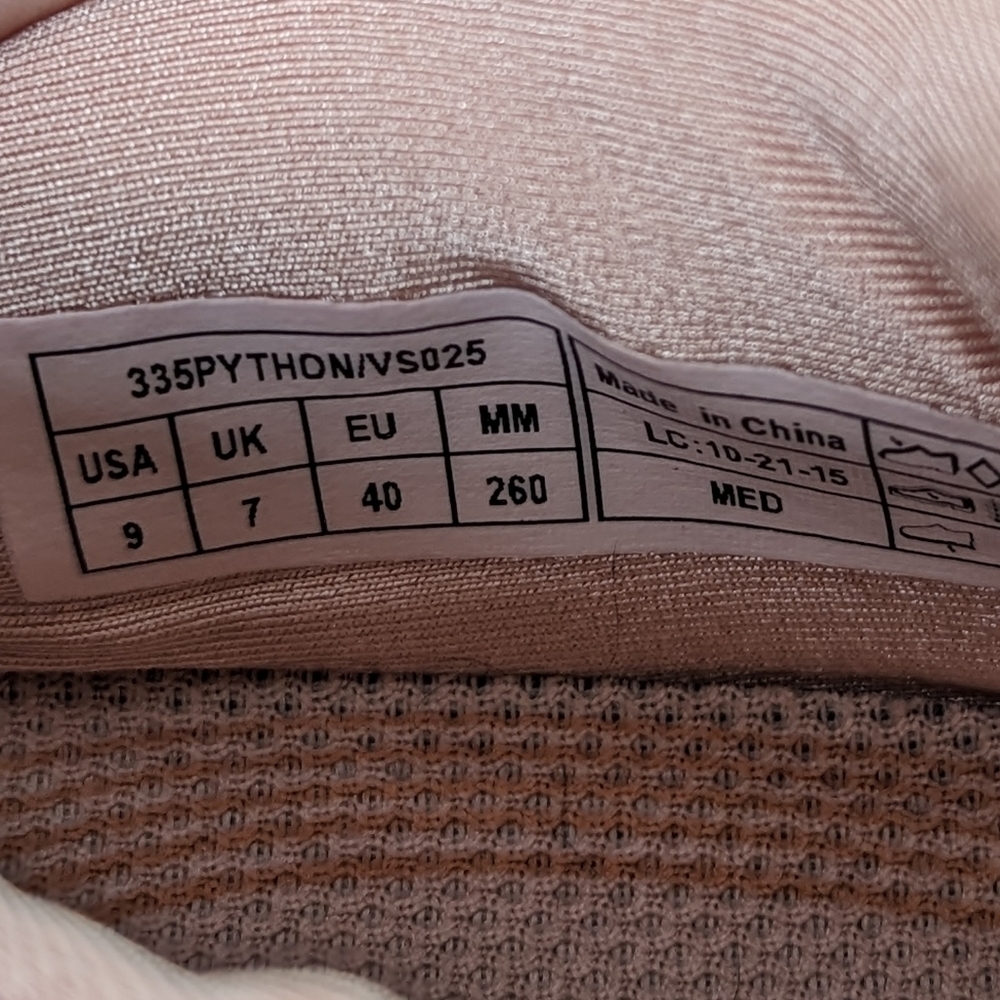 335PYTHON/VS025
USA UK EU MM
9 7 40 260
Made in China
LC:10-21-15
MED